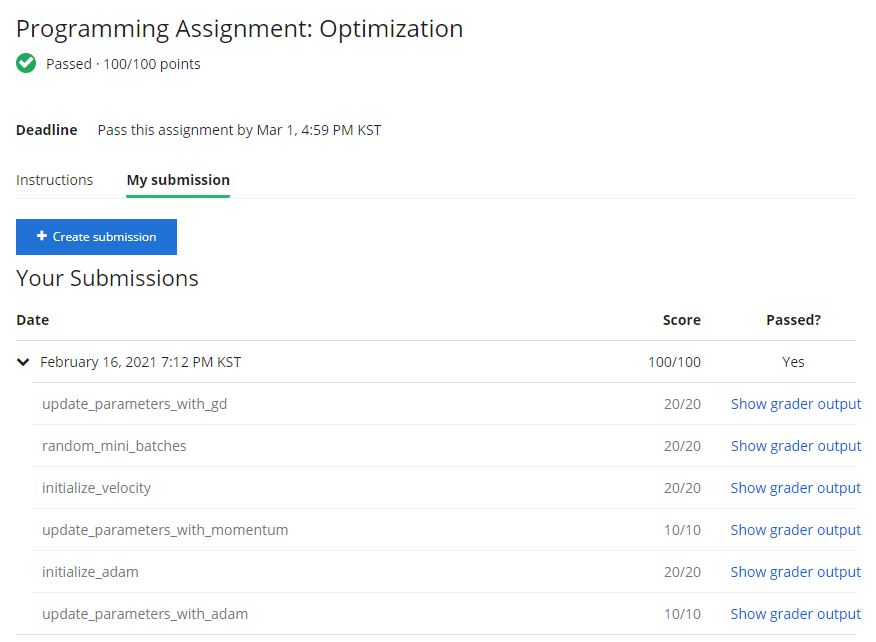 Programming Assignment: Optimization
Passed · 100/100 points
Deadline Pass this assignment by Mar 1, 4:59 PM KST
Instructions My submission
+ Create submission
Your Submissions
Date Score Passed?
February 16, 2021 7:12 PM KST 100/100 Yes
update_parameters_with_gd 20/20 Show grader output
random_mini_batches 20/20 Show grader output
initialize_velocity 20/20 Show grader output
update_parameters_with_momentum 10/10 Show grader output
initialize_adam 20/20 Show grader output
update_parameters_with_adam 10/10 Show grader output